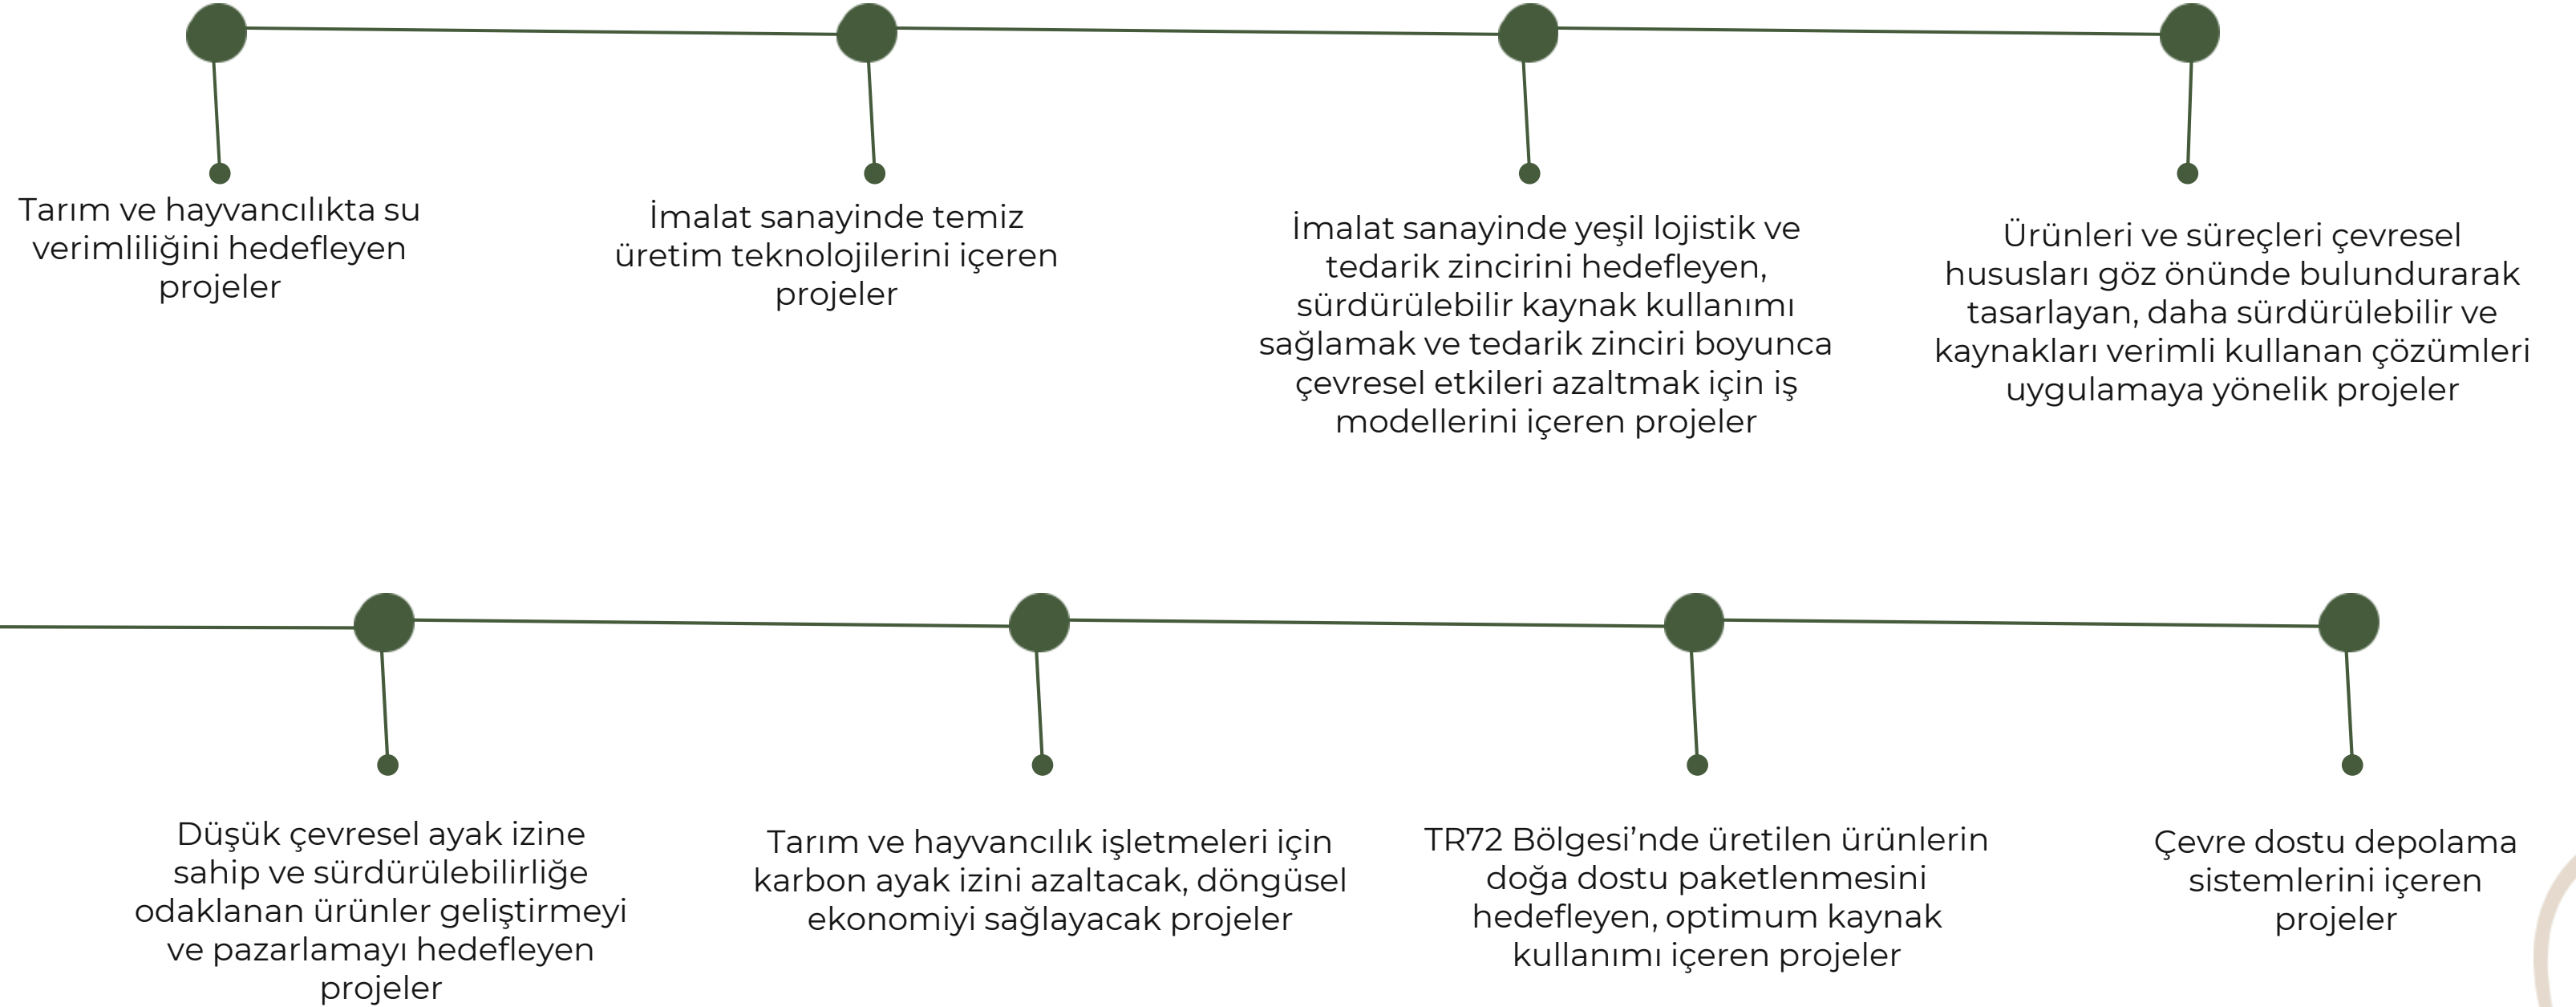 Tarım ve hayvancılıkta su
verimliliğini hedefleyen
projeler
İmalat sanayinde temiz
üretim teknolojilerini içeren
projeler
İmalat sanayinde yeşil lojistik ve
tedarik zincirini hedefleyen,
sürdürülebilir kaynak kullanımı
sağlamak ve tedarik zinciri boyunca
çevresel etkileri azaltmak için iş
modellerini içeren projeler
Ürünleri ve süreçleri çevresel
hususları göz önünde bulundurarak
tasarlayan, daha sürdürülebilir ve
kaynakları verimli kullanan çözümleri
uygulamaya yönelik projeler
Düşük çevresel ayak izine
sahip ve sürdürülebilirliğe
odaklanan ürünler geliştirmeyi
ve pazarlamayı hedefleyen
projeler
Tarım ve hayvancılık işletmeleri için
karbon ayak izini azaltacak, döngüsel
ekonomiyi sağlayacak projeler
TR72 Bölgesi’nde üretilen ürünlerin
doğa dostu paketlenmesini
hedefleyen, optimum kaynak
kullanımı içeren projeler
Çevre dostu depolama
sistemlerini içeren
projeler